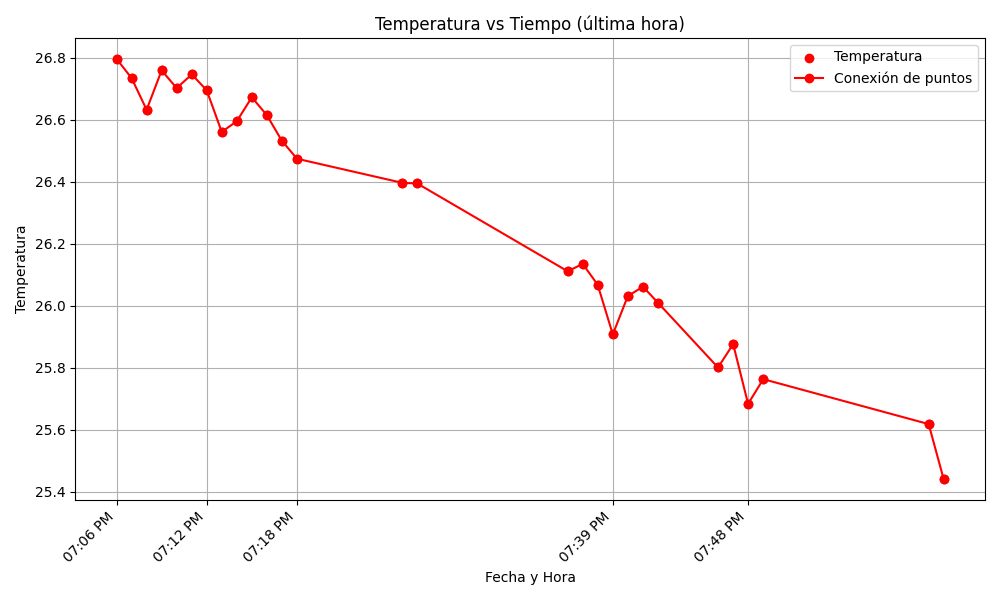 Temperatura vs Tiempo (última hora)
Temperatura
Conexión de puntos
Temperatura
26.8
26.6
26.4
26.2
26.0
25.8
25.6
25.4
07:06 PM
07:12 PM
07:18 PM
07:39 PM
07:48 PM
Fecha y Hora